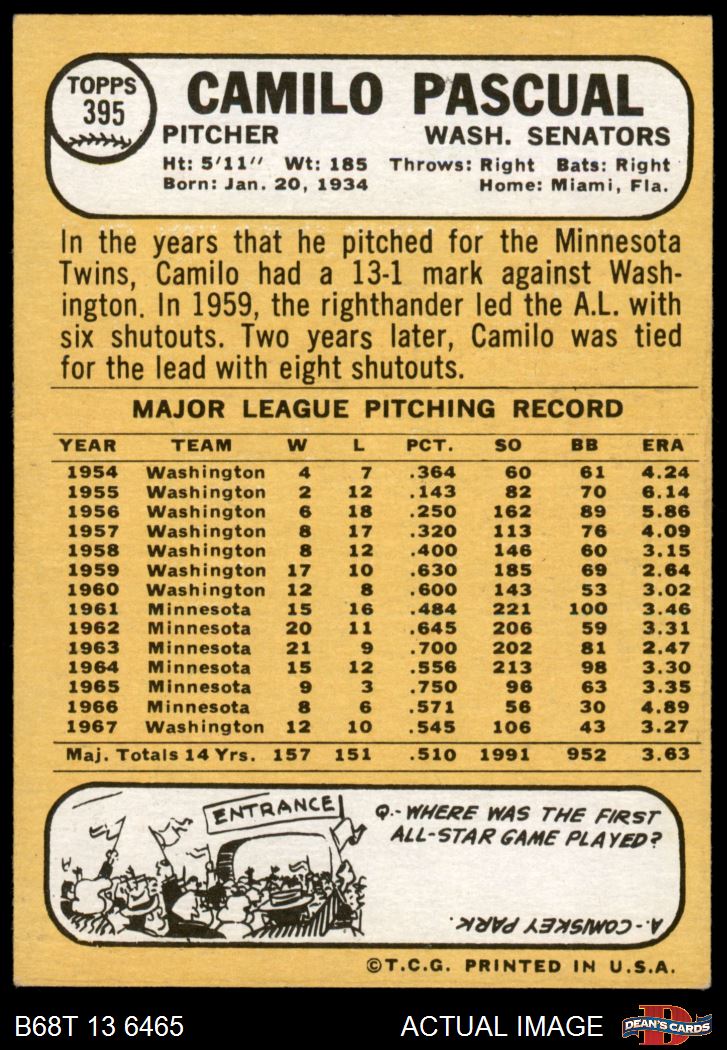 TOPPS
395
CAMILO PASCUAL
PITCHER WASH. SENATORS
Ht: 5'11" Wt: 185 Throws: Right Bats: Right
Born: Jan. 20, 1934 Home: Miami, Fla.
In the years that he pitched for the Minnesota
Twins, Camilo had a 13-1 mark against Wash-
ington. In 1959, the righthander led the A.L. with
six shutouts. Two years later, Camilo was tied
for the lead with eight shutouts.
MAJOR LEAGUE PITCHING RECORD
YEAR TEAM W L PCT. SO BB ERA
1954 Washington 4 7 .364 60 61 4.24
1955 Washington 2 12 .143 82 70 6.14
1956 Washington 6 18 .250 162 89 5.86
1957 Washington 8 17 .320 113 76 4.09
1958 Washington 8 12 .400 146 60 3.15
1959 Washington 17 10 .630 185 69 2.64
1960 Washington 12 8 .600 143 53 3.02
1961 Minnesota 15 16 .484 221 100 3.46
1962 Minnesota 20 11 .645 206 59 3.31
1963 Minnesota 21 9 .700 202 81 2.47
1964 Minnesota 15 12 .556 213 98 3.30
1965 Minnesota 9 3 .750 96 63 3.35
1966 Minnesota 8 6 .571 56 30 4.89
1967 Washington 12 10 .545 106 43 3.27
Maj. Totals 14 Yrs. 157 151 .510 1991 952 3.63
ENTRANCE
Q.- WHERE WAS THE FIRST
ALL-STAR GAME PLAYED?
A.- COMISKEY PARK.
©T.C.G. PRINTED IN U.S.A.
B68T 13 6465 ACTUAL IMAGE
D
DEAN'S CARDS